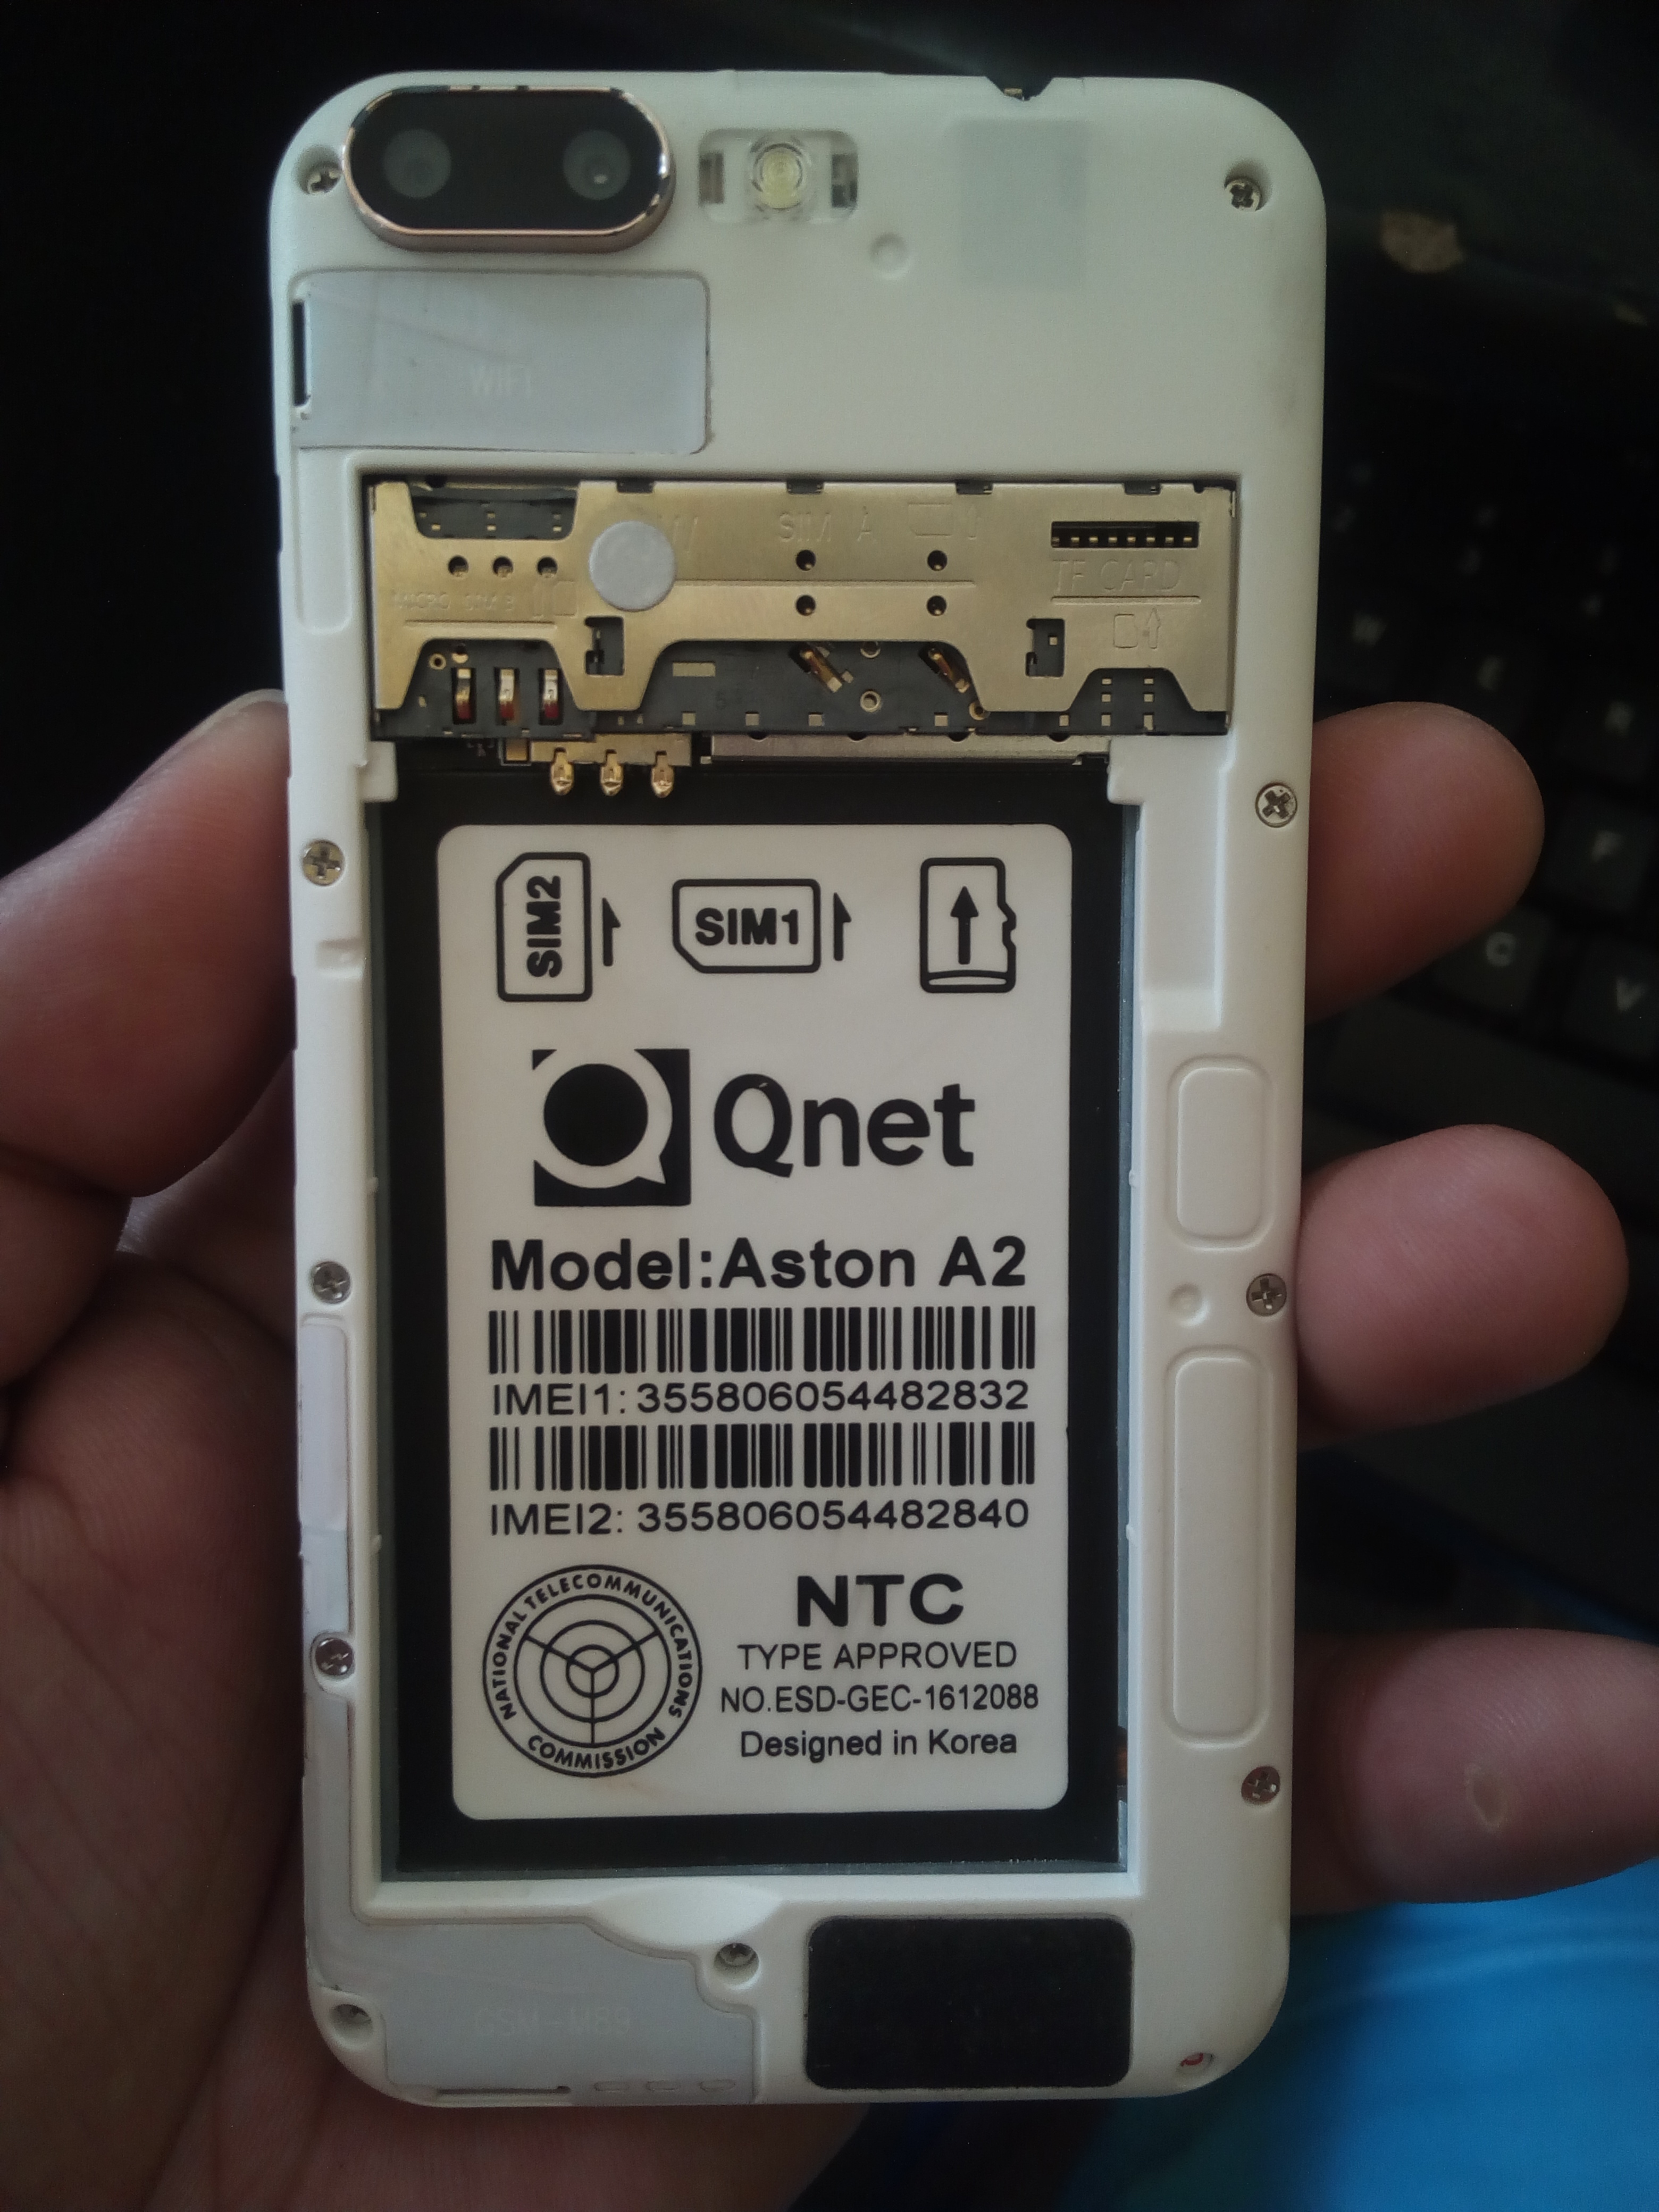 WIFI
SIM A
MICRO SIM B
TF CARD
SIM2
SIM1
Qnet
Model:Aston A2
IMEI1: 355806054482832
IMEI2: 355806054482840
NATIONAL TELECOMMUNICATIONS COMMISSION
NTC
TYPE APPROVED
NO.ESD-GEC-1612088
Designed in Korea
W
E
R
F
C
V